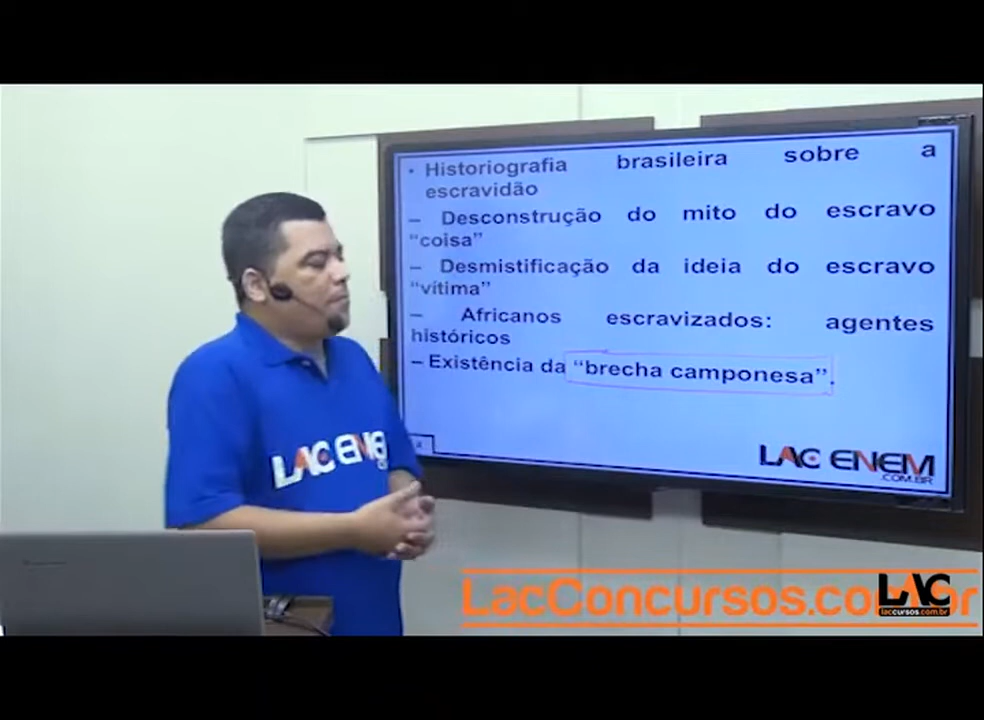 • Historiografia brasileira sobre a
escravidão
– Desconstrução do mito do escravo
“coisa”
– Desmistificação da ideia do escravo
“vítima”
– Africanos escravizados: agentes
históricos
– Existência da “brecha camponesa”.
LAC ENEM
.COM.BR
LAC ENEM
LacConcursos.com.br
LAC
laccursos.com.br